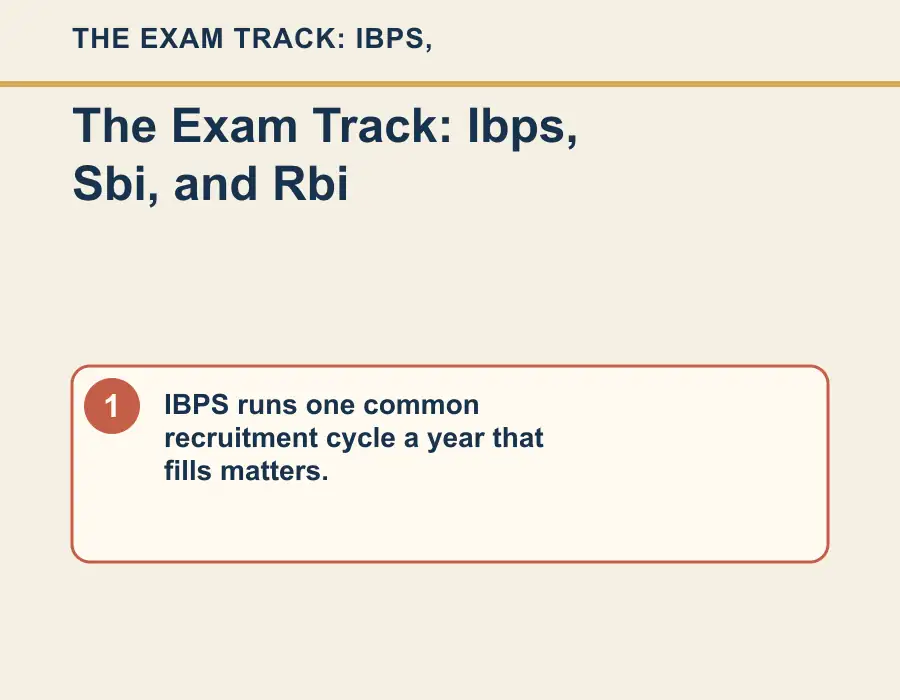 THE EXAM TRACK: IBPS,
The Exam Track: Ibps,
Sbi, and Rbi
1
IBPS runs one common
recruitment cycle a year that
fills matters.